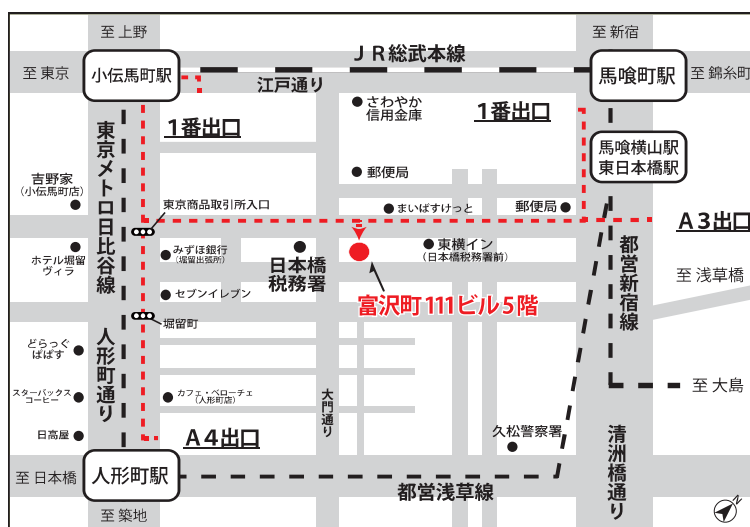 至 上野
至 新宿
至 東京
小伝馬町駅
ＪＲ総武本線
馬喰町駅
至 錦糸町
江戸通り
さわやか
信用金庫
1番出口
1番出口
東京メトロ日比谷線
馬喰横山駅
東日本橋駅
吉野家
（小伝馬町店）
郵便局
東京商品取引所入口
まいばすけっと
郵便局
A3出口
ホテル堀留
ヴィラ
みずほ銀行
（堀留出張所）
日本橋
税務署
東横イン
（日本橋税務署前）
都営新宿線
至 浅草橋
セブンイレブン
富沢町111ビル5階
堀留町
人形町通り
どらっぐ
ぱぱす
スターバックス
コーヒー
カフェ・ベローチェ
（人形町店）
大門通り
至 大島
日高屋
A4出口
久松警察署
清洲橋通り
至 日本橋
人形町駅
都営浅草線
至 築地
N